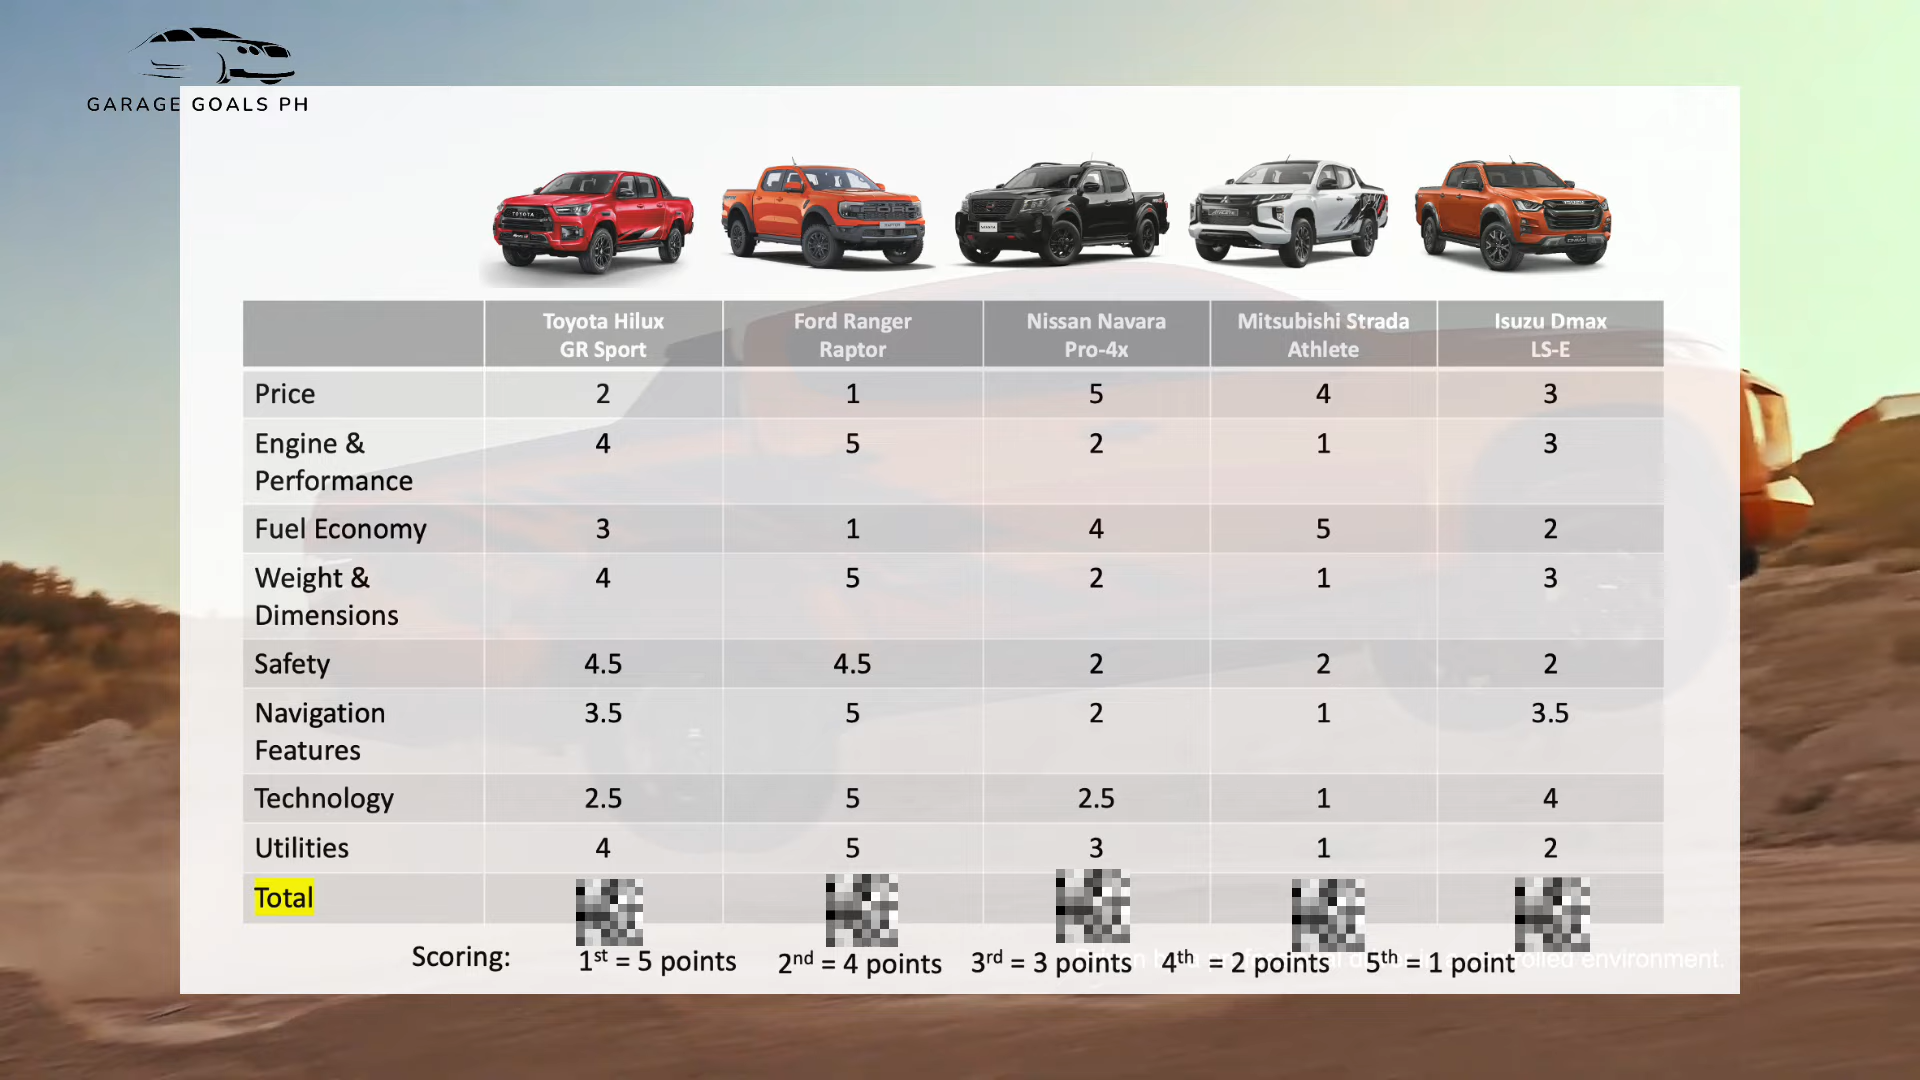 GARAGE GOALS PH
Toyota Hilux GR Sport
Ford Ranger Raptor
Nissan Navara Pro-4x
Mitsubishi Strada Athlete
Isuzu Dmax LS-E
Price 2 1 5 4 3
Engine & Performance 4 5 2 1 3
Fuel Economy 3 1 4 5 2
Weight & Dimensions 4 5 2 1 3
Safety 4.5 4.5 2 2 2
Navigation Features 3.5 5 2 1 3.5
Technology 2.5 5 2.5 1 4
Utilities 4 5 3 1 2
Total
Scoring: 1st = 5 points 2nd = 4 points 3rd = 3 points 4th = 2 points 5th = 1 point
environment.